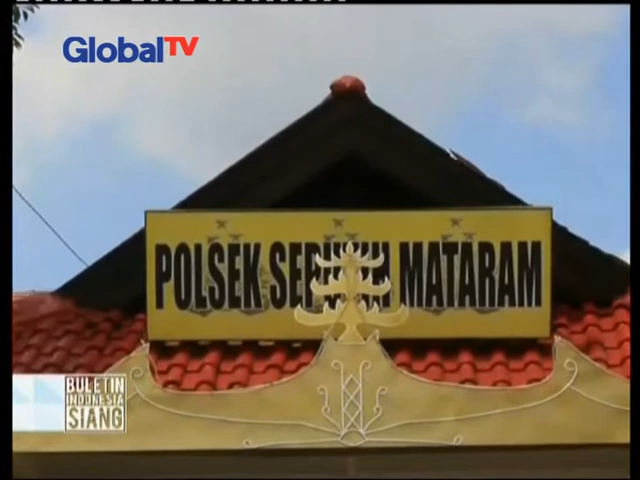 GlobalTV
POLSEK MATARAM
BULETIN
INDONESIA
SIANG